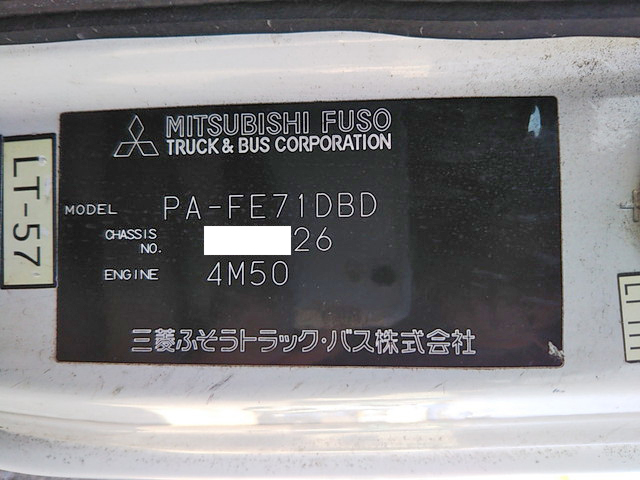 MITSUBISHI FUSO
TRUCK & BUS CORPORATION
LT-57
MODEL PA-FE71DBD
CHASSIS NO. 26
ENGINE 4M50
三菱ふそうトラック・バス株式会社